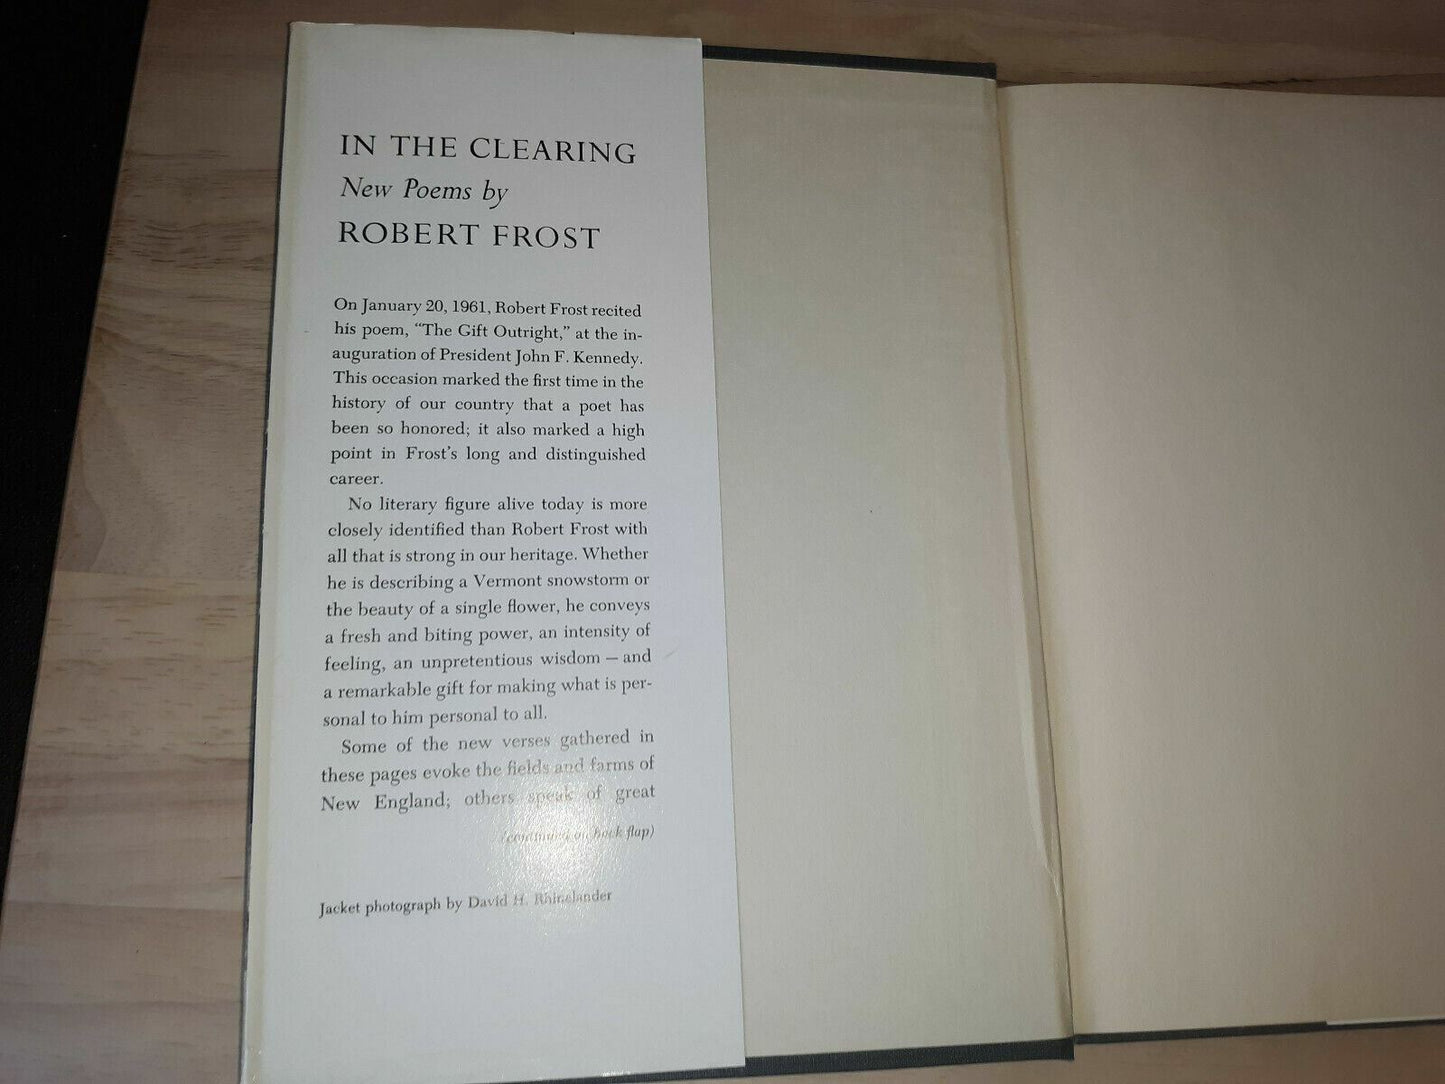 IN THE CLEARING
New Poems by
ROBERT FROST
On January 20, 1961, Robert Frost recited
his poem, “The Gift Outright,” at the in-
auguration of President John F. Kennedy.
This occasion marked the first time in the
history of our country that a poet has
been so honored; it also marked a high
point in Frost’s long and distinguished
career.
No literary figure alive today is more
closely identified than Robert Frost with
all that is strong in our heritage. Whether
he is describing a Vermont snowstorm or
the beauty of a single flower, he conveys
a fresh and biting power, an intensity of
feeling, an unpretentious wisdom — and
a remarkable gift for making what is per-
sonal to him personal to all.
Some of the new verses gathered in
these pages evoke the fields and farms of
New England; others speak of great
(continued on back flap)
Jacket photograph by David H. Rhinelander